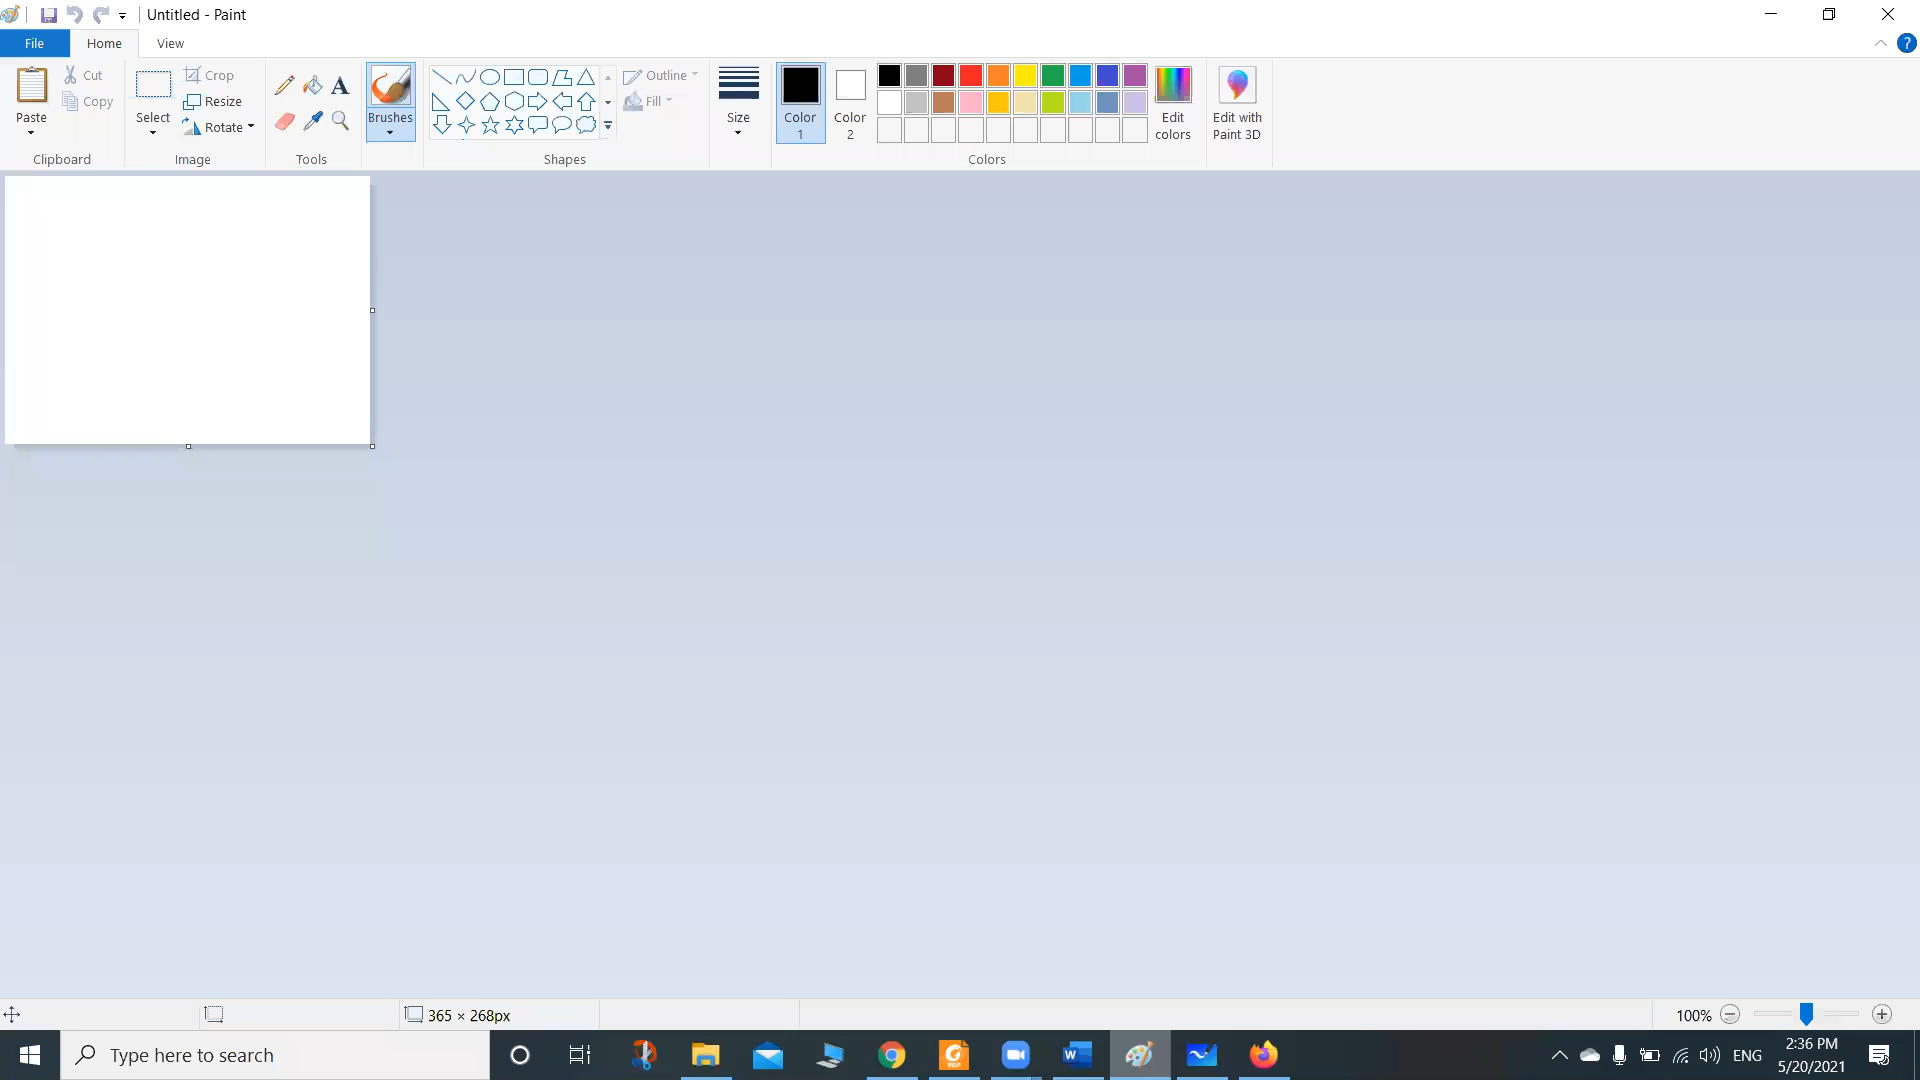 Untitled - Paint
File Home View
Paste
Cut
Copy
Clipboard
Select
Crop
Resize
Rotate
Image
A
Tools
Brushes
Shapes
Outline
Fill
Size
Color 1
Color 2
Colors
Edit colors
Edit with Paint 3D
?
365 × 268px
100%
Type here to search
PDF
W
ENG
2:36 PM
5/20/2021